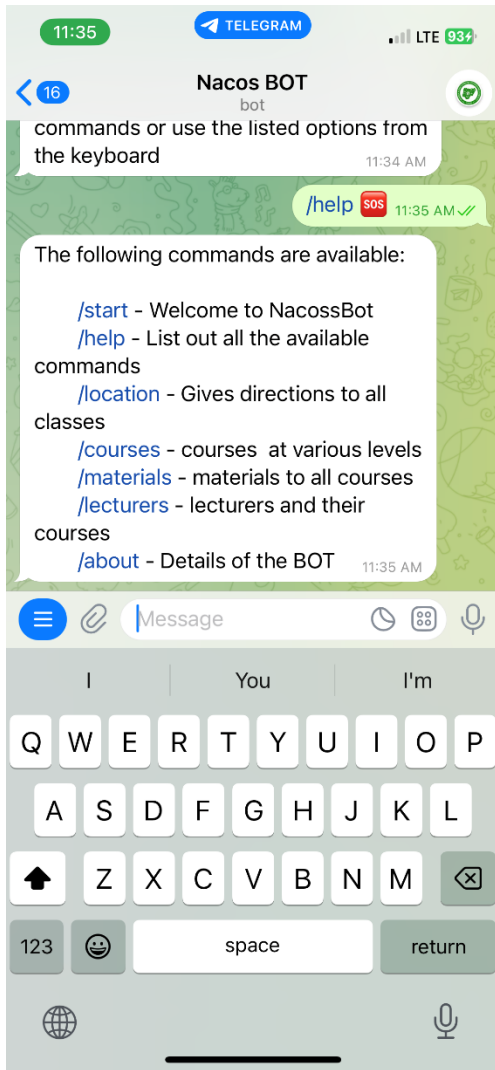 11:35
TELEGRAM
LTE 93
16
Nacos BOT
bot
commands or use the listed options from
the keyboard
11:34 AM
/help SOS 11:35 AM
The following commands are available:
/start - Welcome to NacossBot
/help - List out all the available
commands
/location - Gives directions to all
classes
/courses - courses  at various levels
/materials - materials to all courses
/lecturers - lecturers and their
courses
/about - Details of the BOT 11:35 AM
Message
I You I'm
Q W E R T Y U I O P
A S D F G H J K L
Z X C V B N M
123 space return